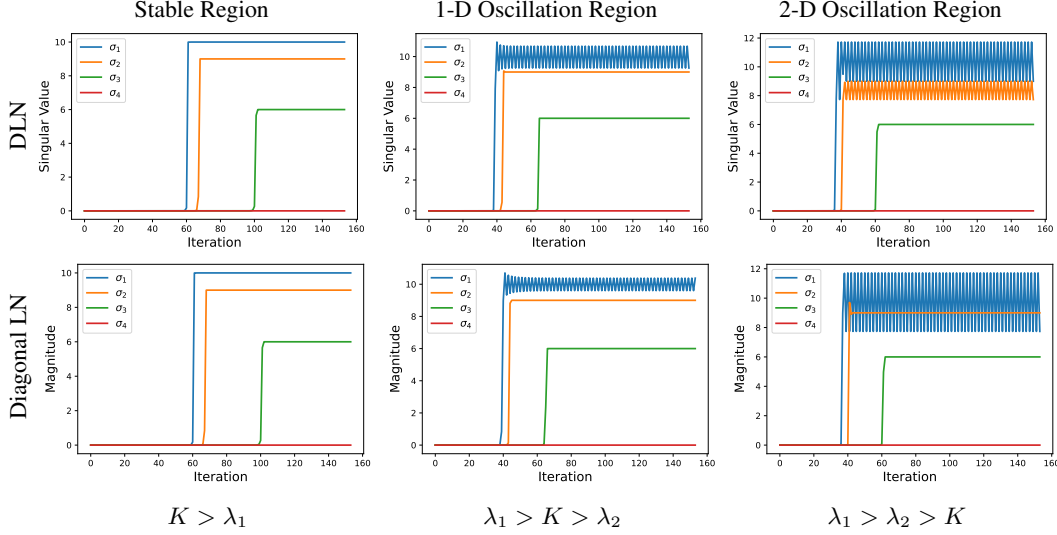 Stable Region
1-D Oscillation Region
2-D Oscillation Region
DLN
Singular Value
10
8
6
4
2
0
σ1
σ2
σ3
σ4
0 20 40 60 80 100 120 140 160
Iteration
Singular Value
10
8
6
4
2
0
σ1
σ2
σ3
σ4
0 20 40 60 80 100 120 140 160
Iteration
Singular Value
12
10
8
6
4
2
0
σ1
σ2
σ3
σ4
0 20 40 60 80 100 120 140 160
Iteration
Diagonal LN
Magnitude
10
8
6
4
2
0
σ1
σ2
σ3
σ4
0 20 40 60 80 100 120 140 160
Iteration
Magnitude
10
8
6
4
2
0
σ1
σ2
σ3
σ4
0 20 40 60 80 100 120 140 160
Iteration
Magnitude
12
10
8
6
4
2
0
σ1
σ2
σ3
σ4
0 20 40 60 80 100 120 140 160
Iteration
K > λ1
λ1 > K > λ2
λ1 > λ2 > K